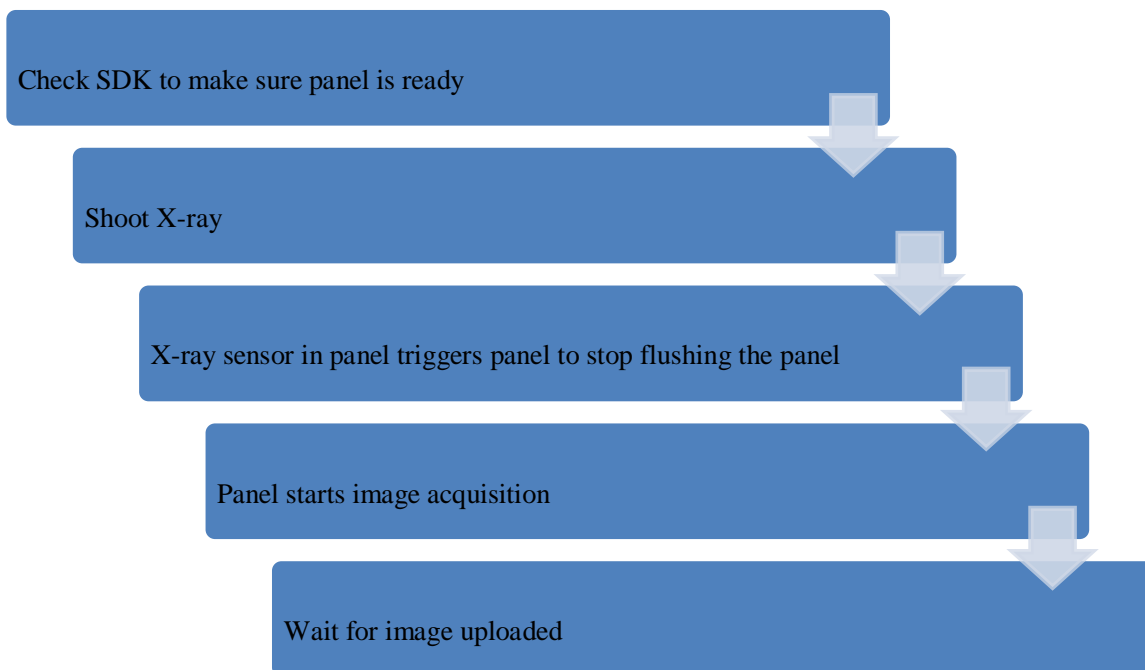 Check SDK to make sure panel is ready
Shoot X-ray
X-ray sensor in panel triggers panel to stop flushing the panel
Panel starts image acquisition
Wait for image uploaded